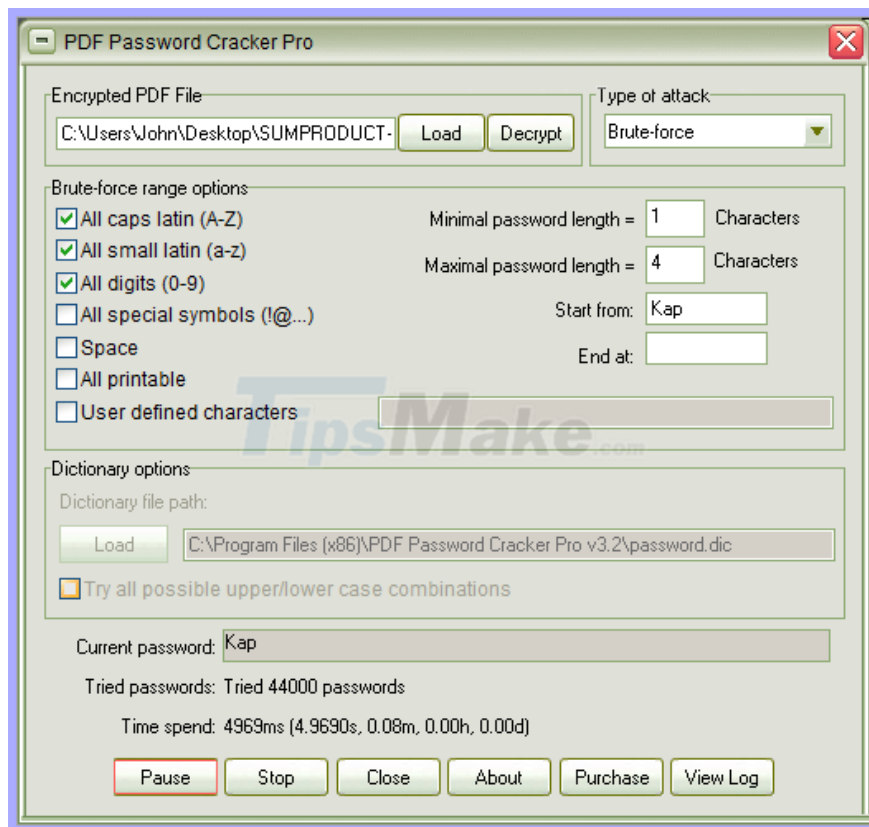 PDF Password Cracker Pro
Encrypted PDF File
Type of attack
C:\Users\John\Desktop\SUMPRODUCT- Load Decrypt Brute-force
Brute-force range options
All caps latin (A-Z) Minimal password length = 1 Characters
All small latin (a-z)
Maximal password length = 4 Characters
All digits (0-9)
All special symbols (!@...) Start from: Kap
Space End at:
All printable
User defined characters
TipsMake.com
Dictionary options
Dictionary file path:
Load C:\Program Files (x86)\PDF Password Cracker Pro v3.2\password.dic
Try all possible upper/lower case combinations
Current password: Kap
Tried passwords: Tried 44000 passwords
Time spend: 4969ms (4.9690s, 0.08m, 0.00h, 0.00d)
Pause Stop Close About Purchase View Log